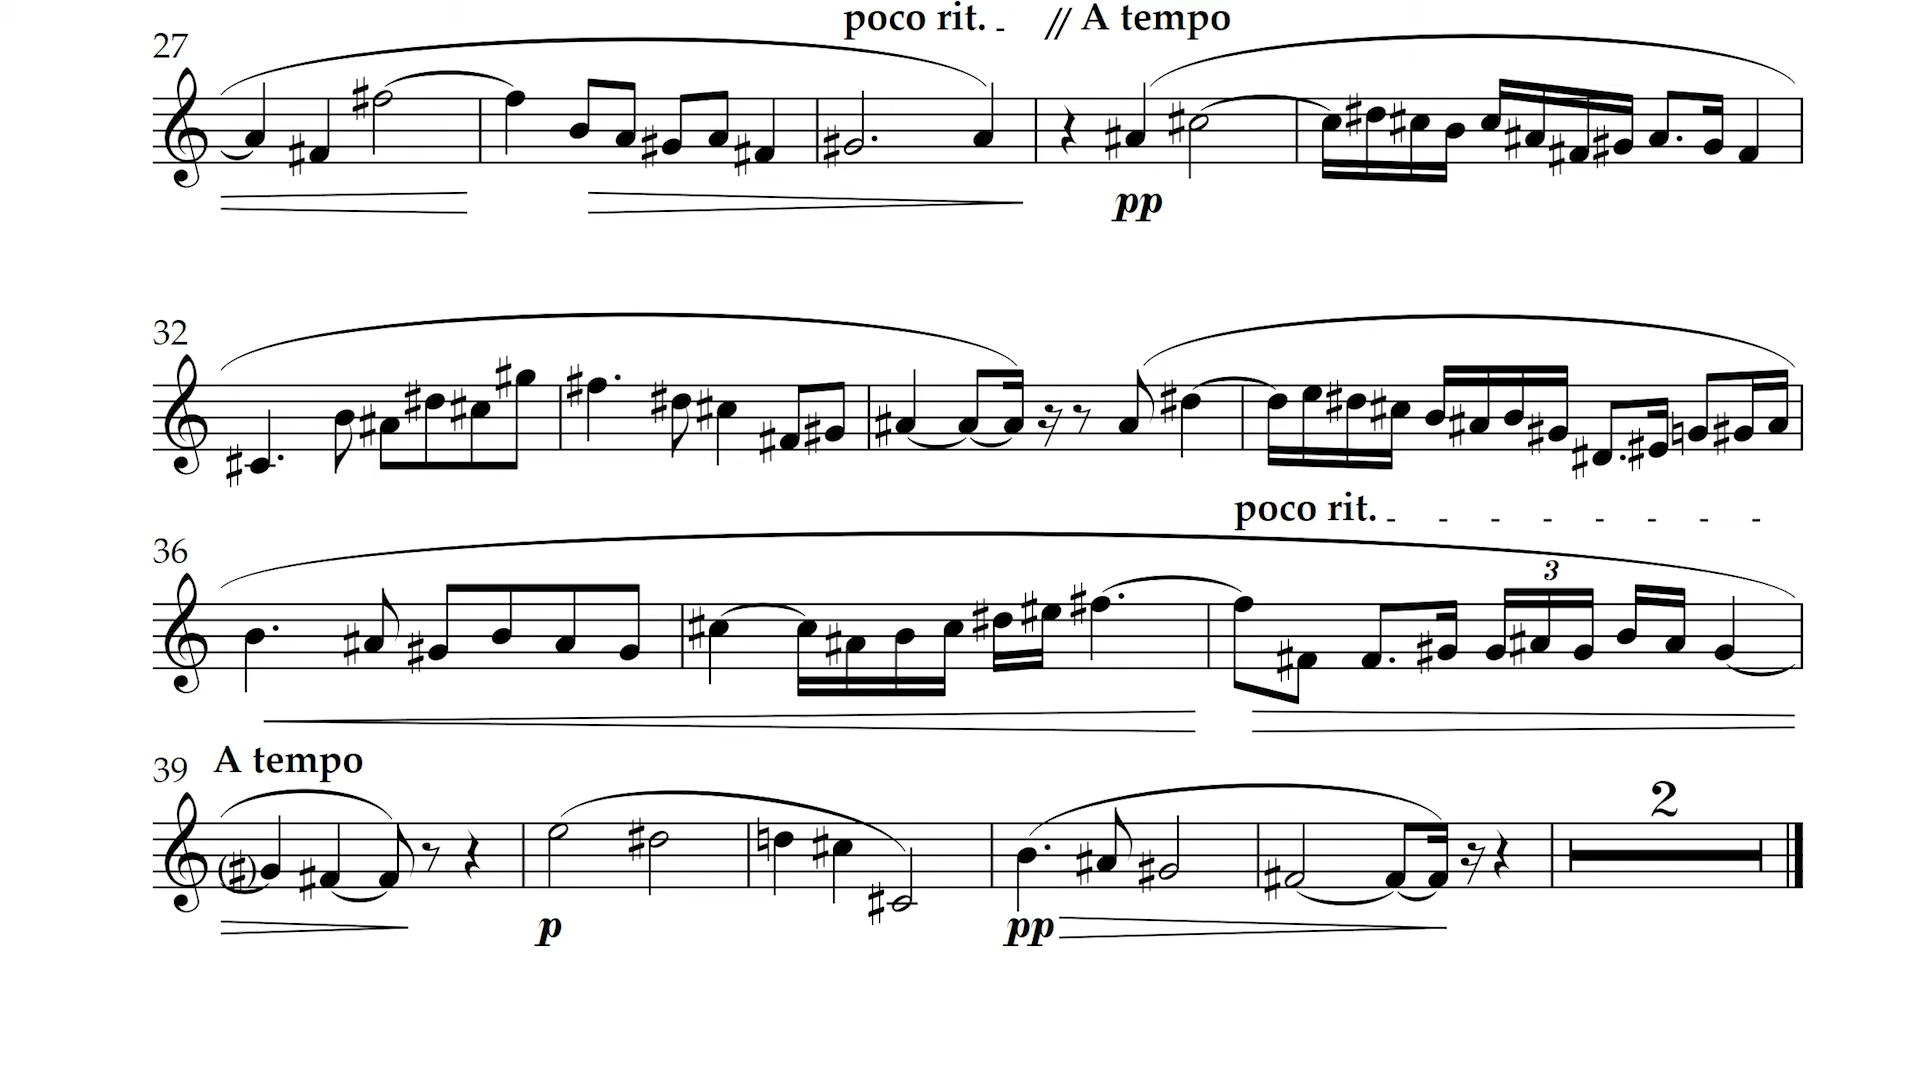 poco rit. - // A tempo
27
pp
32
poco rit. - - - - - - - -
36
3
A tempo
39
2
p
pp